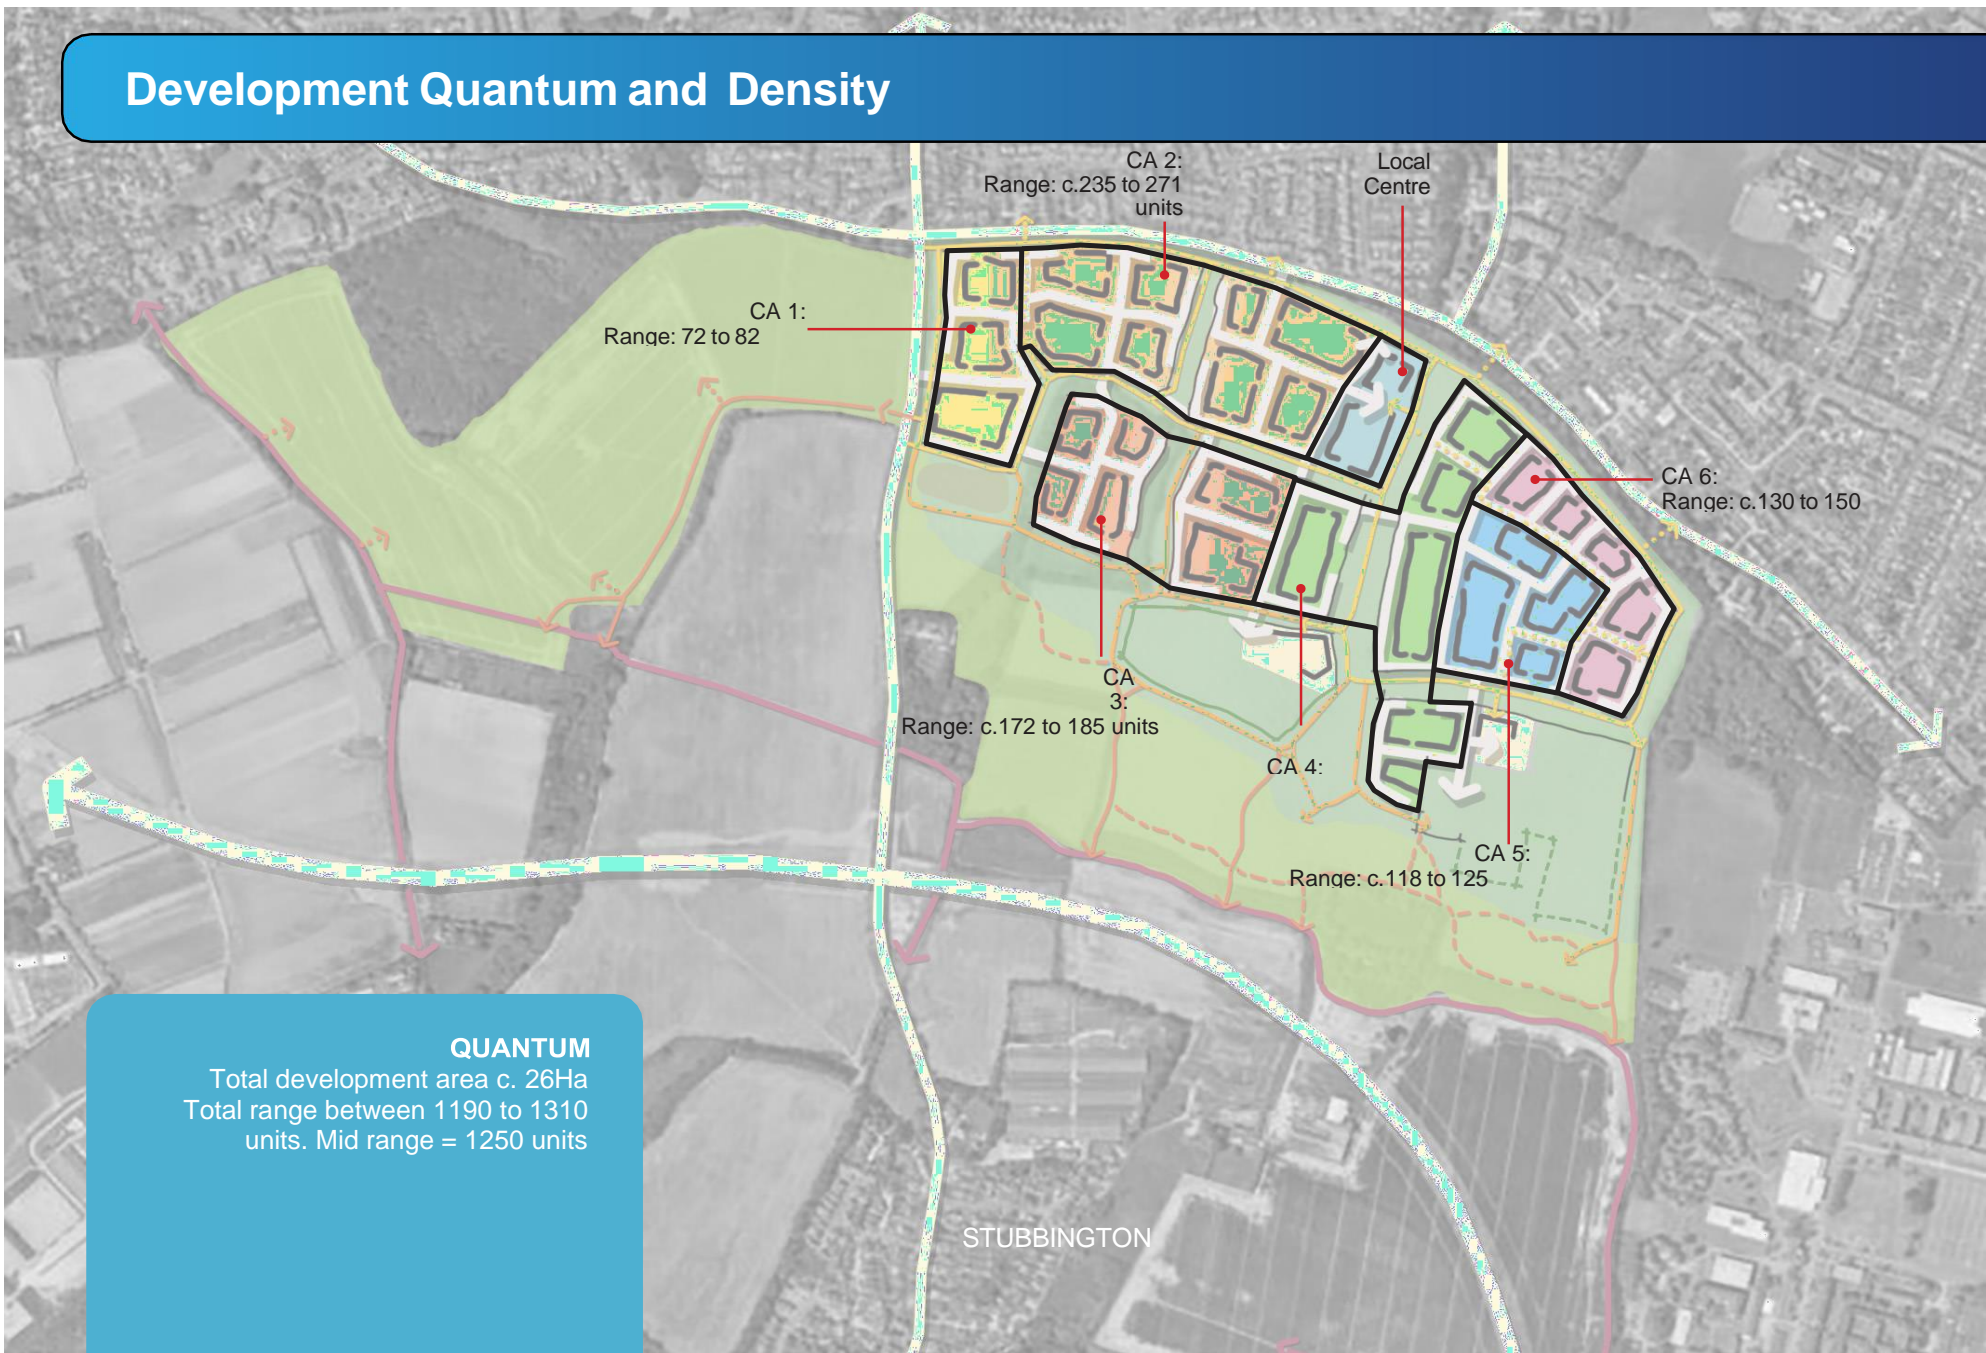 Development Quantum and Density
CA 2:
Range: c.235 to 271
units
Local
Centre
CA 1:
Range: 72 to 82
CA 6:
Range: c.130 to 150
CA
3:
Range: c.172 to 185 units
CA 4:
CA 5:
Range: c.118 to 125
QUANTUM
Total development area c. 26Ha
Total range between 1190 to 1310
units. Mid range = 1250 units
STUBBINGTON